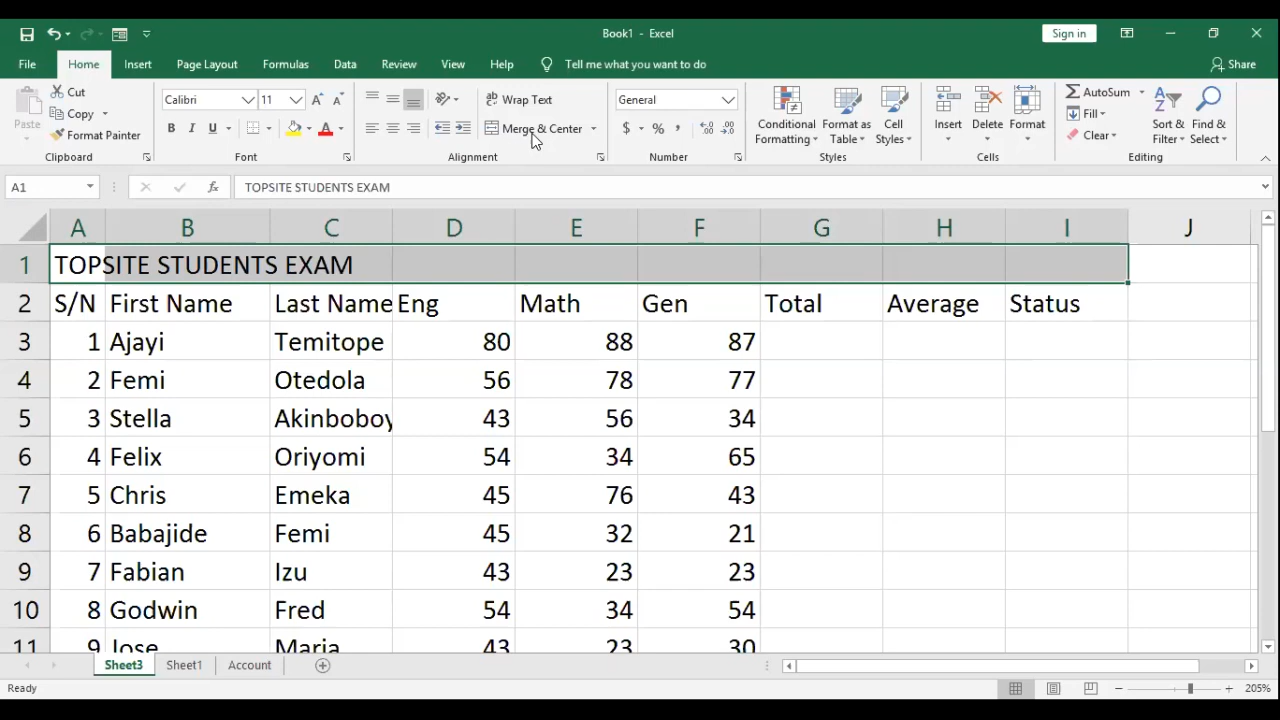 Book1 - Excel
Sign in
File Home Insert Page Layout Formulas Data Review View Help Tell me what you want to do Share
Paste
Cut
Copy
Format Painter
Clipboard
Calibri 11
B I U
Font
Wrap Text
Merge & Center
Alignment
General
$ % ,
Number
Conditional Formatting
Format as Table
Cell Styles
Styles
Insert Delete Format
Cells
AutoSum
Fill
Clear
Sort & Filter
Find & Select
Editing
A1 fx TOPSITE STUDENTS EXAM
A B C D E F G H I J
1 TOPSITE STUDENTS EXAM
2 S/N First Name Last Name Eng Math Gen Total Average Status
3 1 Ajayi Temitope 80 88 87
4 2 Femi Otedola 56 78 77
5 3 Stella Akinboboy 43 56 34
6 4 Felix Oriyomi 54 34 65
7 5 Chris Emeka 45 76 43
8 6 Babajide Femi 45 32 21
9 7 Fabian Izu 43 23 23
10 8 Godwin Fred 54 34 54
11 9 Jose Maria 43 23 30
Sheet3 Sheet1 Account
Ready 205%